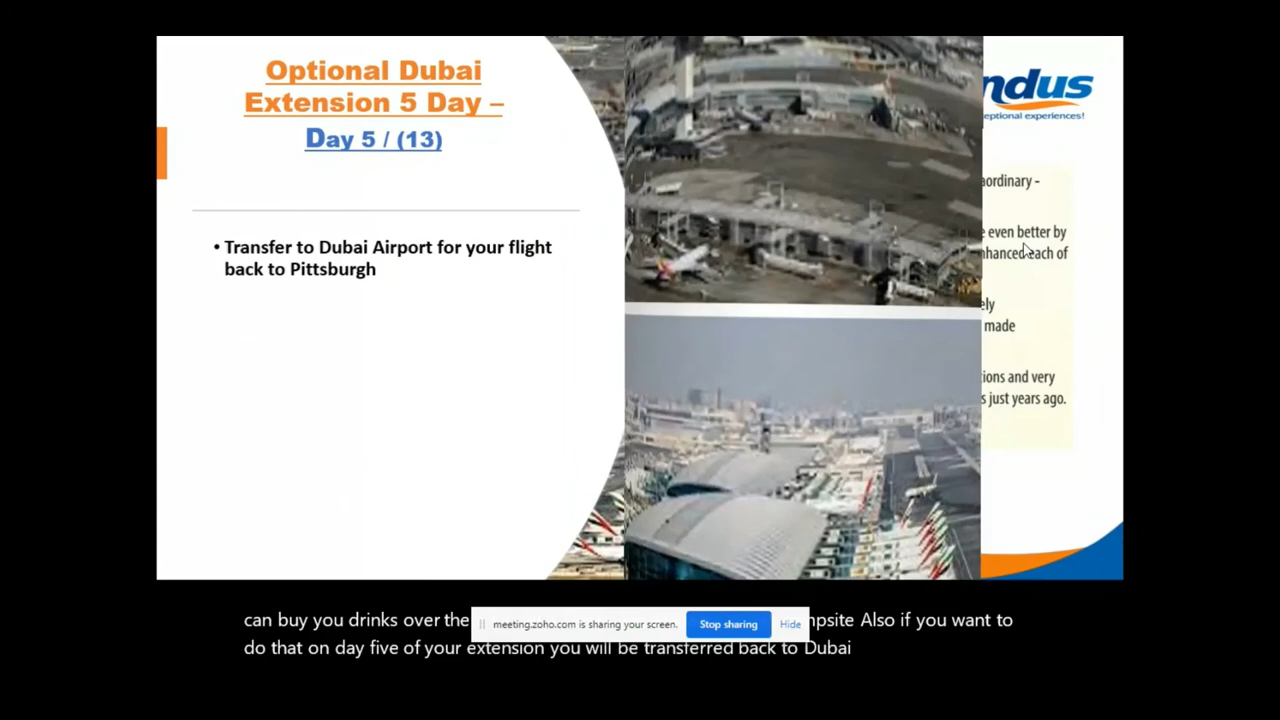 Optional Dubai
Extension 5 Day –
Day 5 / (13)
• Transfer to Dubai Airport for your flight
back to Pittsburgh
ndus
ceptional experiences!
aordinary -
e even better by
nhanced each of
ely
made
tions and very
s just years ago.
can buy you drinks over the
mpsite Also if you want to
do that on day five of your extension you will be transferred back to Dubai
meeting.zoho.com is sharing your screen.
Stop sharing
Hide